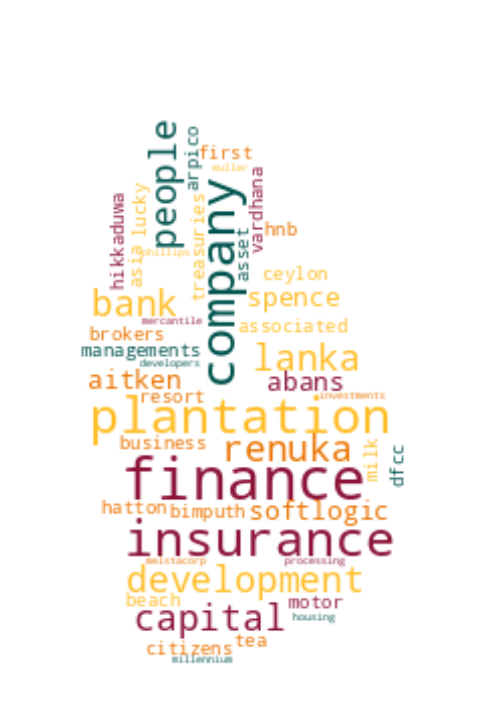 people
arpico
first
muller
company
vardhana
hikkaduwa
asia
lucky
treasuries
asset
hnb
phillips
ceylon
bank
spence
mercantile
associated
brokers
managements
lanka
developers
aitken
abans
resort
investments
plantation
business
renuka
milk
dfcc
finance
hatton
bimputh
softlogic
insurance
melstacorp
processing
development
beach
capital
motor
housing
citizens
tea
millennium